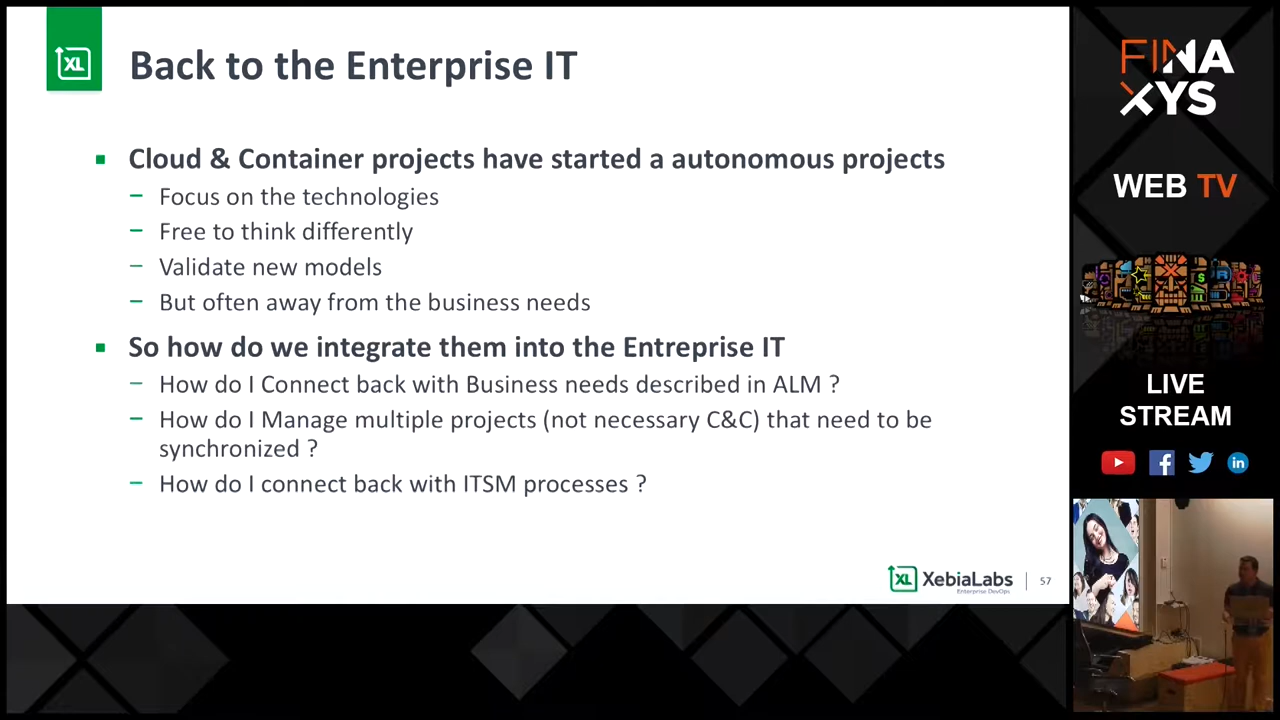 XL
Back to the Enterprise IT
Cloud & Container projects have started a autonomous projects
– Focus on the technologies
– Free to think differently
– Validate new models
– But often away from the business needs
So how do we integrate them into the Entreprise IT
– How do I Connect back with Business needs described in ALM ?
– How do I Manage multiple projects (not necessary C&C) that need to be
synchronized ?
– How do I connect back with ITSM processes ?
XL XebiaLabs
Enterprise DevOps
57
FINA
XYS
WEB TV
LIVE
STREAM
in